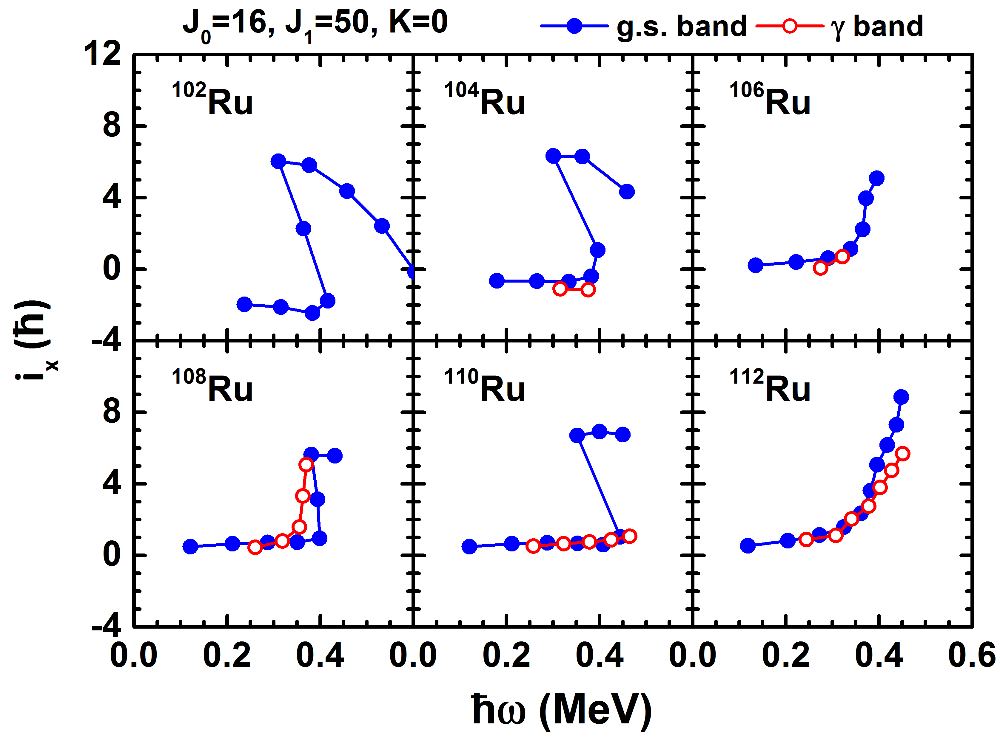 J₀=16, J₁=50, K=0
g.s. band
γ band
12
8
4
0
-4
8
4
0
-4
¹⁰²Ru
¹⁰⁴Ru
¹⁰⁶Ru
¹⁰⁸Ru
¹¹⁰Ru
¹¹²Ru
iₓ (ħ)
0.0 0.2 0.4 0.0 0.2 0.4 0.0 0.2 0.4 0.6
ħω (MeV)